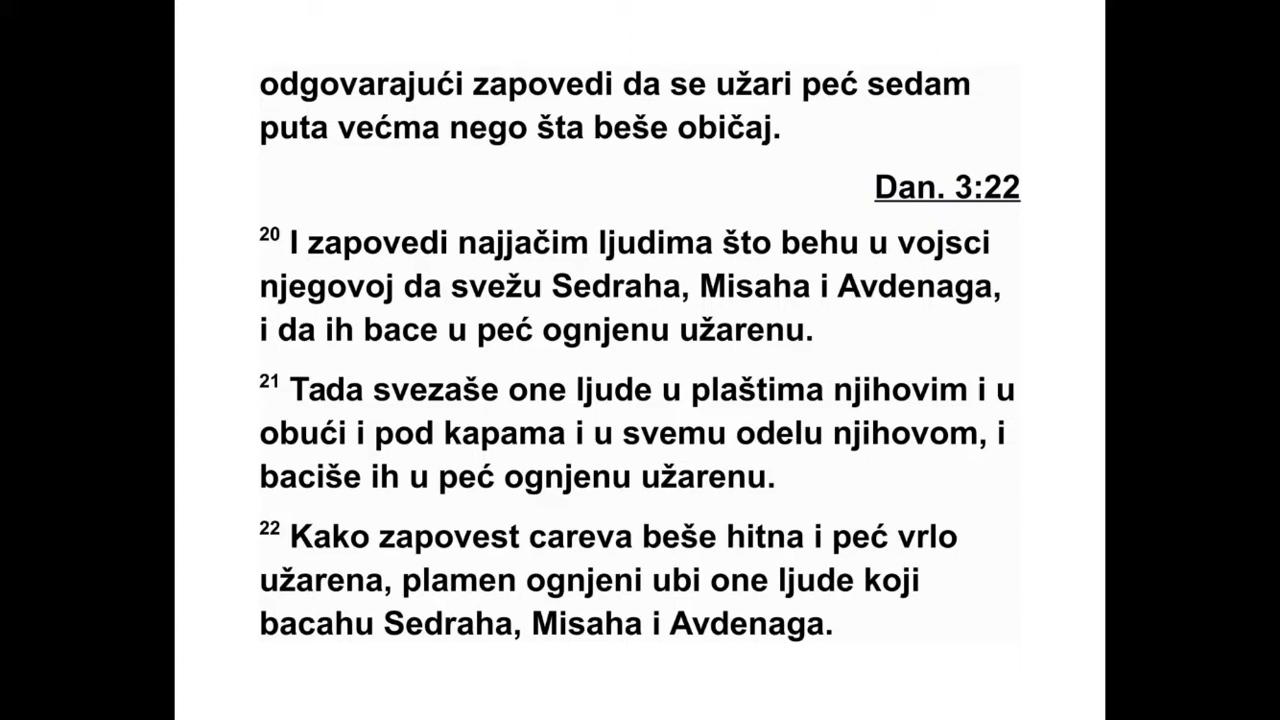 odgovarajući zapovedi da se užari peć sedam
puta većma nego šta beše običaj.
Dan. 3:22
20 I zapovedi najjačim ljudima što behu u vojsci
njegovoj da svežu Sedraha, Misaha i Avdenaga,
i da ih bace u peć ognjenu užarenu.
21 Tada svezaše one ljude u plaštima njihovim i u
obući i pod kapama i u svemu odelu njihovom, i
baciše ih u peć ognjenu užarenu.
22 Kako zapovest careva beše hitna i peć vrlo
užarena, plamen ognjeni ubi one ljude koji
bacahu Sedraha, Misaha i Avdenaga.